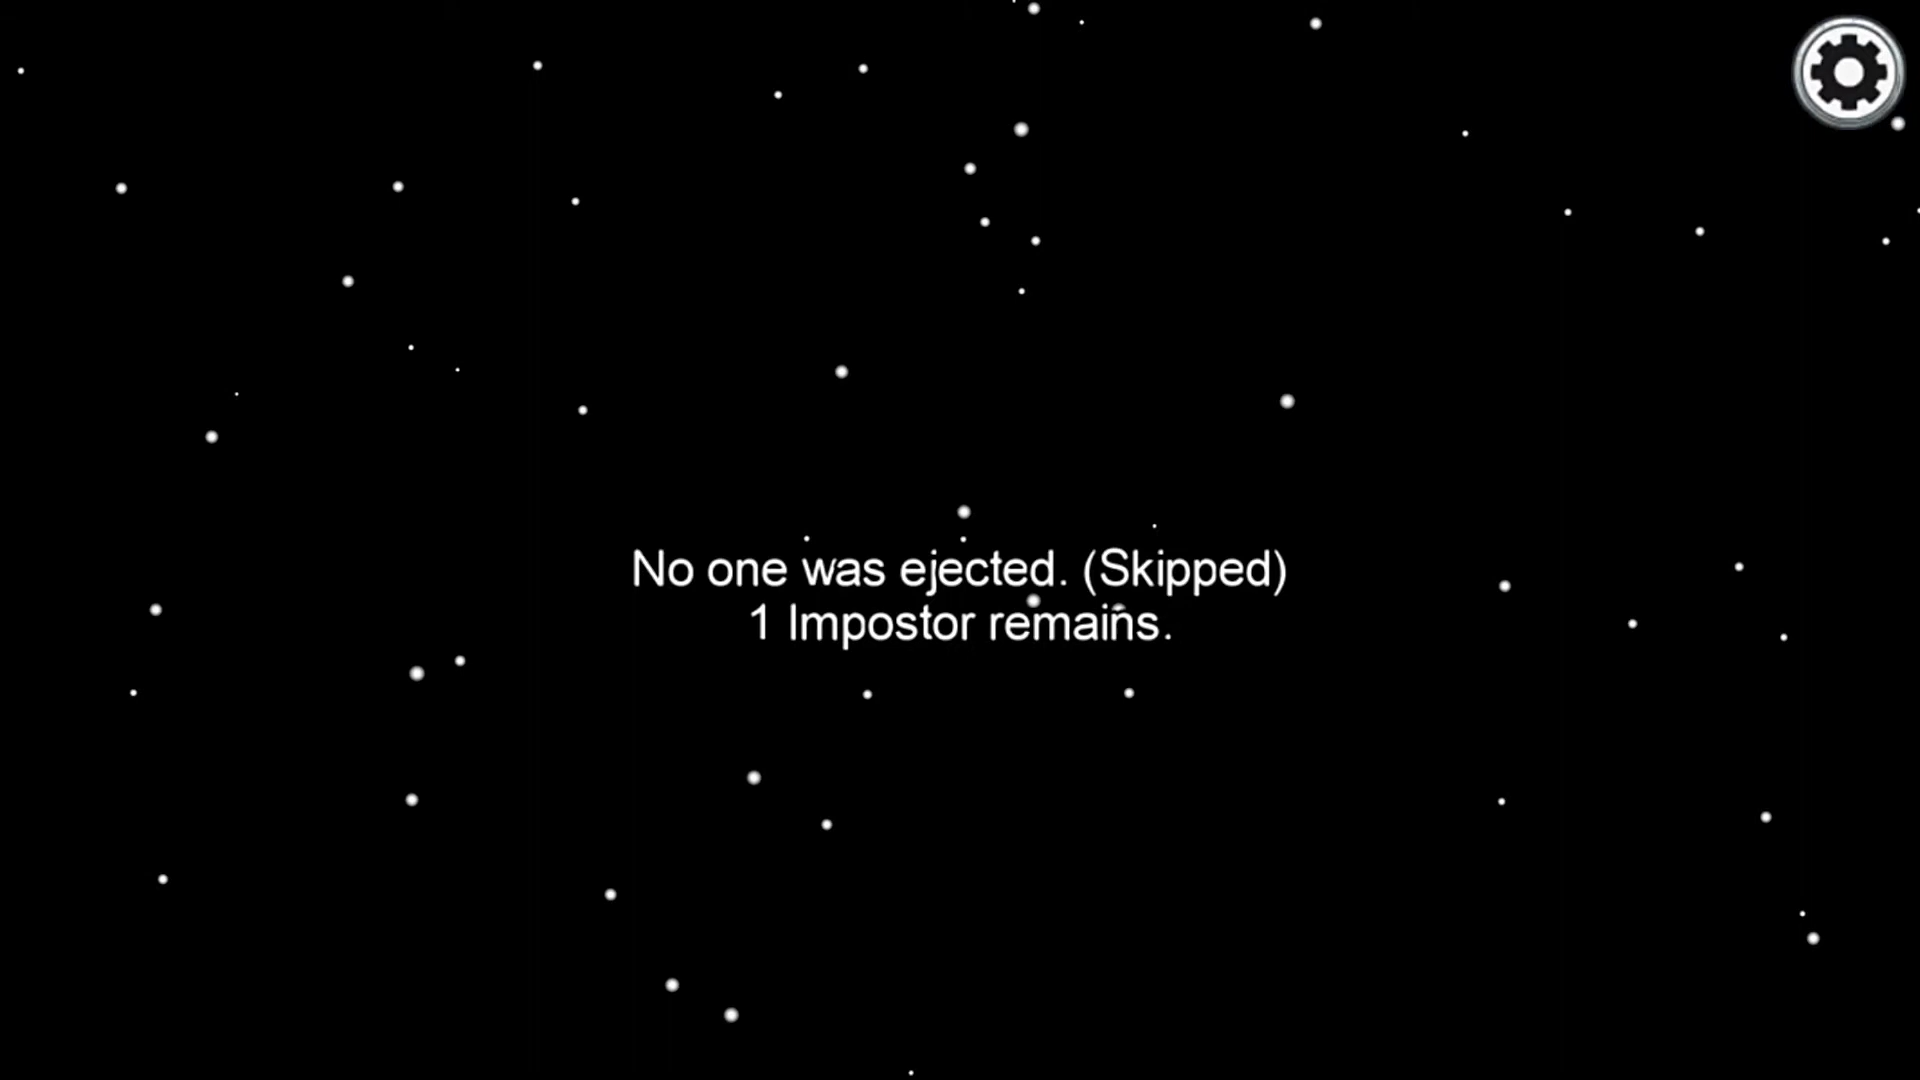 No one was ejected. (Skipped)
1 Impostor remains.